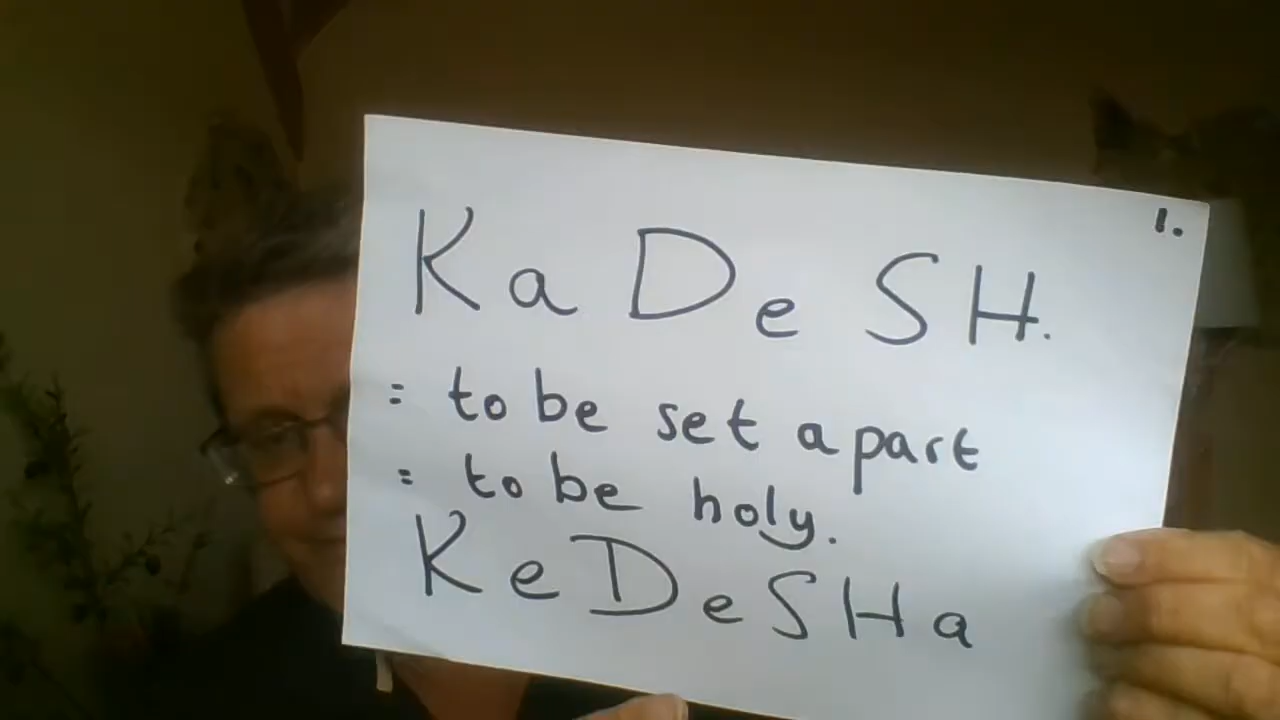 1.
KaDeSH.
= to be set apart
= to be holy.
KeDeSHa